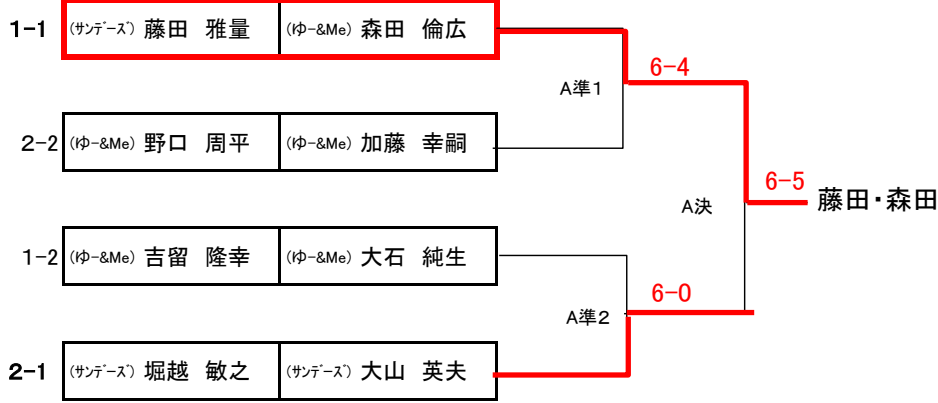 1-1 (サンデーズ) 藤田 雅量 (ゆー&Me) 森田 倫広
6-4
A準1
2-2 (ゆー&Me) 野口 周平 (ゆー&Me) 加藤 幸嗣
6-5
藤田・森田
A決
1-2 (ゆー&Me) 吉留 隆幸 (ゆー&Me) 大石 純生
6-0
A準2
2-1 (サンデーズ) 堀越 敏之 (サンデーズ) 大山 英夫